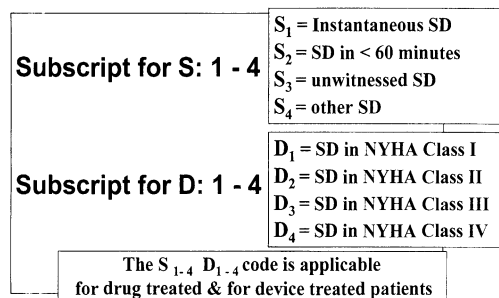 Subscript for S: 1 - 4
S₁ = Instantaneous SD
S₂ = SD in < 60 minutes
S₃ = unwitnessed SD
S₄ = other SD
Subscript for D: 1 - 4
D₁ = SD in NYHA Class I
D₂ = SD in NYHA Class II
D₃ = SD in NYHA Class III
D₄ = SD in NYHA Class IV
The S ₁₋₄ D₁₋₄ code is applicable
for drug treated & for device treated patients